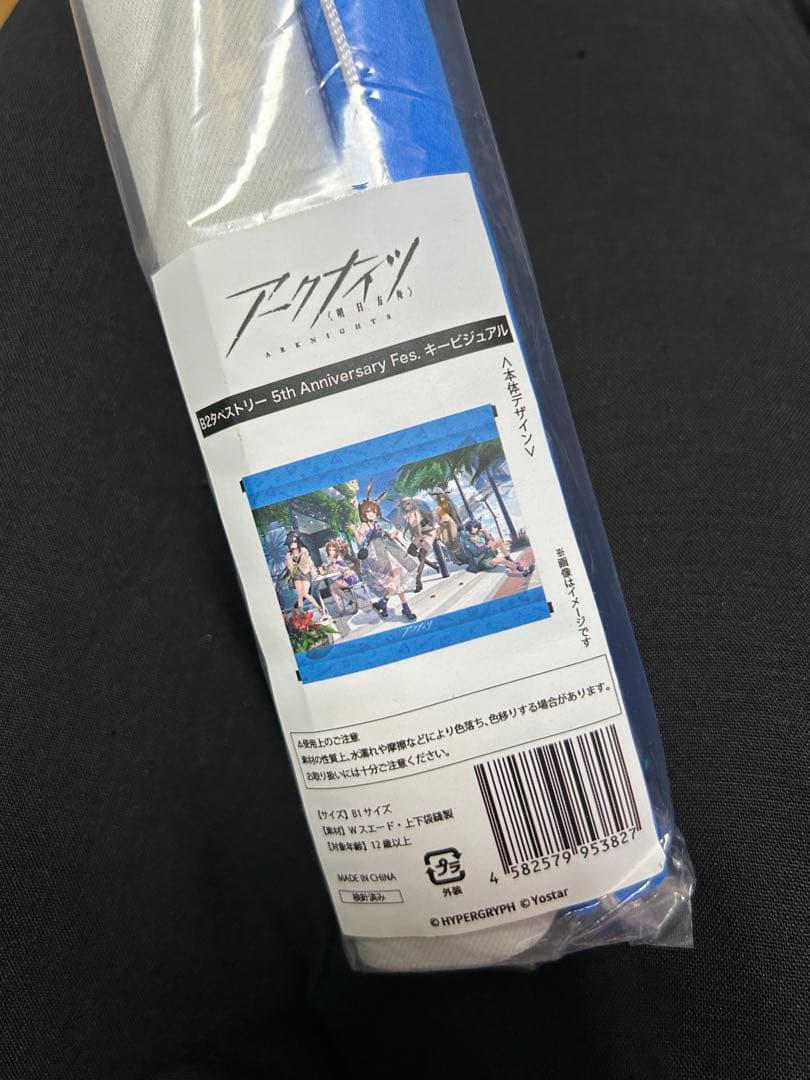 アークナイツ
〈明日方舟〉
ARKNIGHTS
B2タペストリー 5th Anniversary Fes. キービジュアル
<本体デザイン>
アークナイツ
※画像はイメージです
⚠使用上のご注意
素材の性質上、水濡れや摩擦などにより色落ち、色移りする場合があります。
お取り扱いには十分ご注意ください。
【サイズ】B1サイズ
【素材】Wスエード・上下袋縫製
【対象年齢】12歳以上
MADE IN CHINA
検針済み
プラ
外装
4 582579 953827
© HYPERGRYPH © Yostar